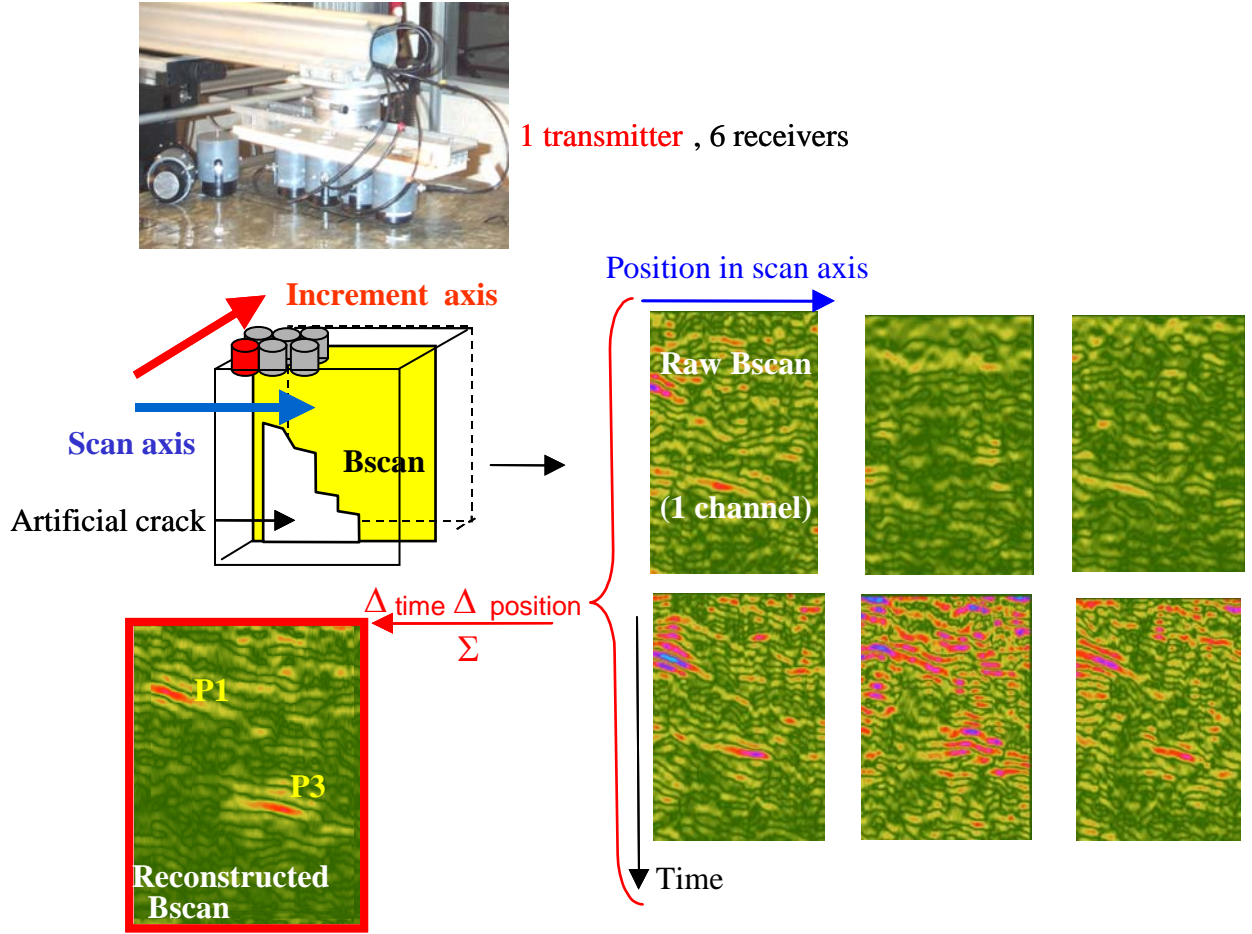 1 transmitter , 6 receivers
Position in scan axis
Increment axis
Raw Bscan
Scan axis
Bscan
(1 channel)
Artificial crack
Δ time Δ position
Σ
P1
P3
Reconstructed
Bscan
Time